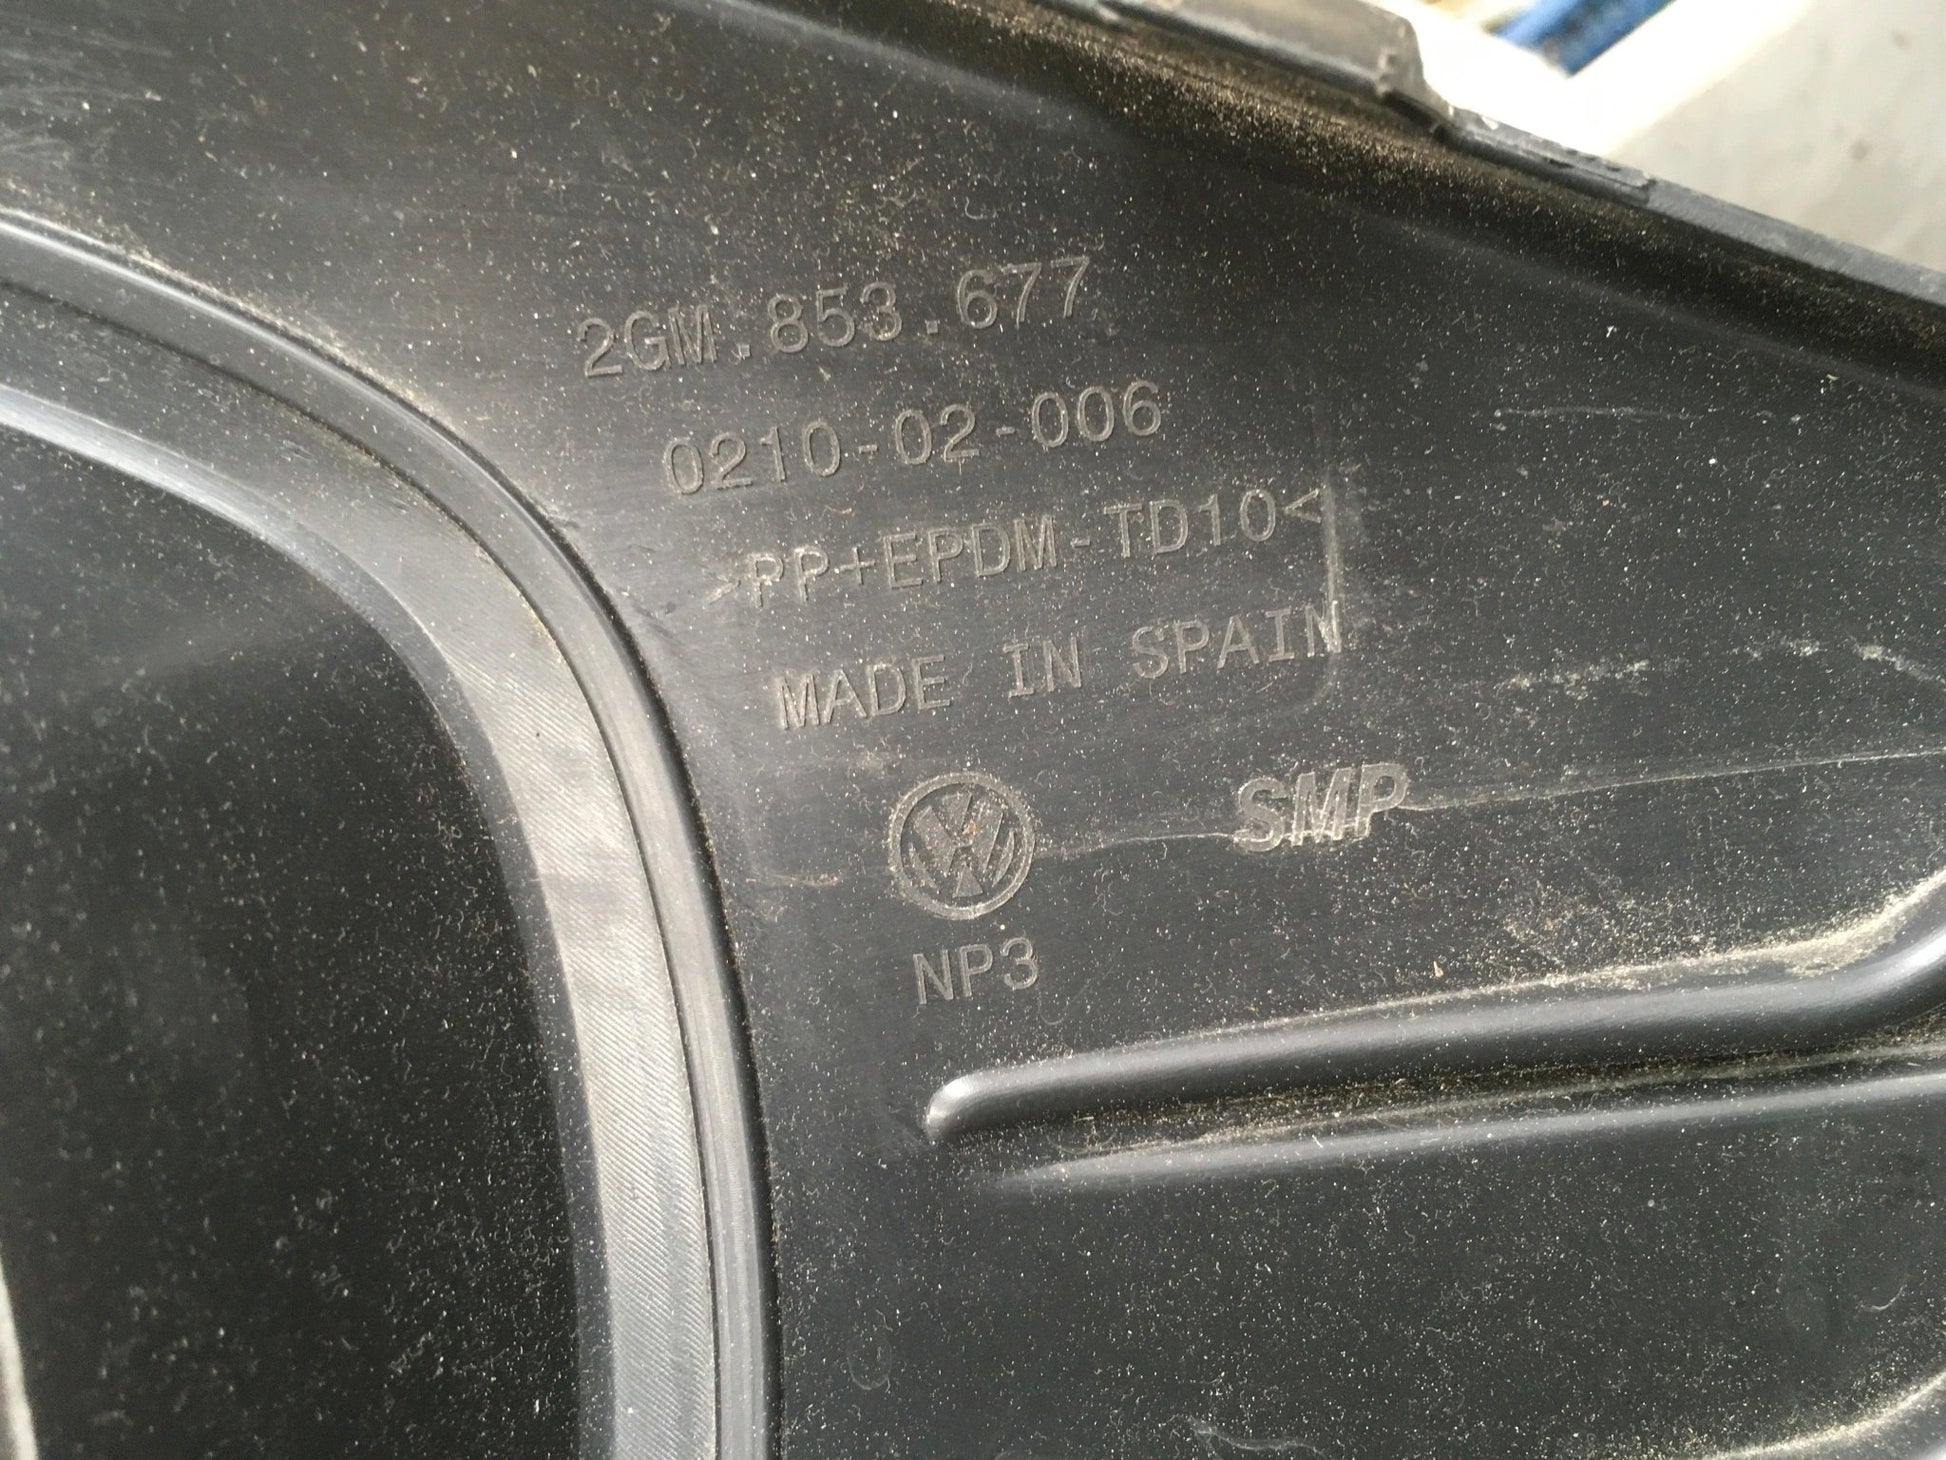 2GM.853.677
0210-02-006
>PP+EPDM-TD10<
MADE IN SPAIN
SMP
NP3